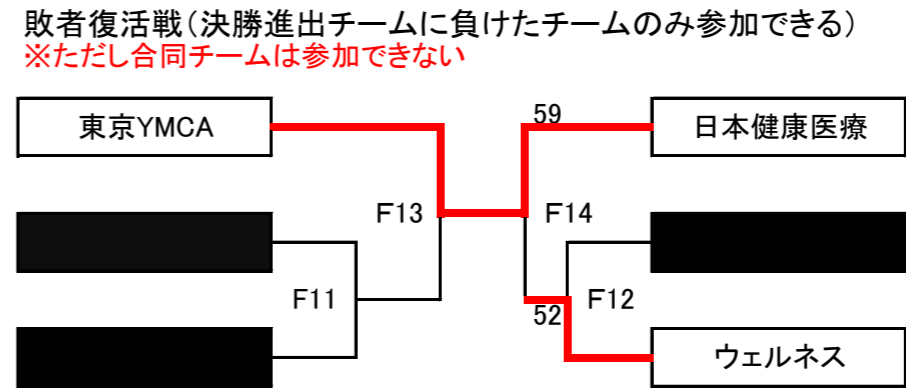 敗者復活戦(決勝進出チームに負けたチームのみ参加できる)
※ただし合同チームは参加できない
東京YMCA
59
日本健康医療
F13
F14
F11
F12
52
ウェルネス